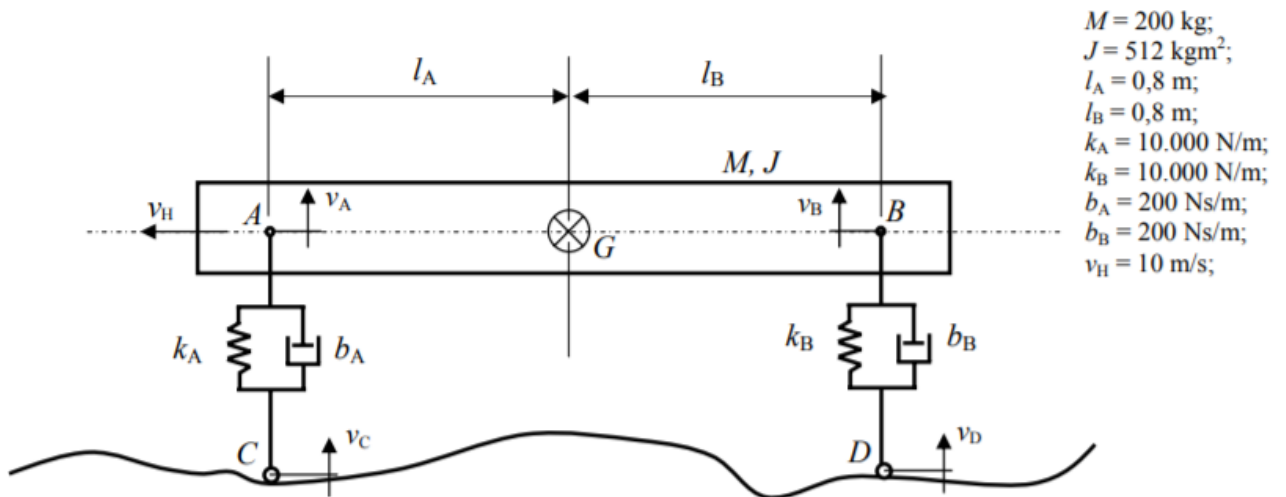 M = 200 kg;
J = 512 kgm²;
l_A = 0,8 m;
l_B = 0,8 m;
k_A = 10.000 N/m;
k_B = 10.000 N/m;
b_A = 200 Ns/m;
b_B = 200 Ns/m;
v_H = 10 m/s;
l_A l_B
M, J
v_H A v_A G v_B B
k_A b_A k_B b_B
C v_C D v_D